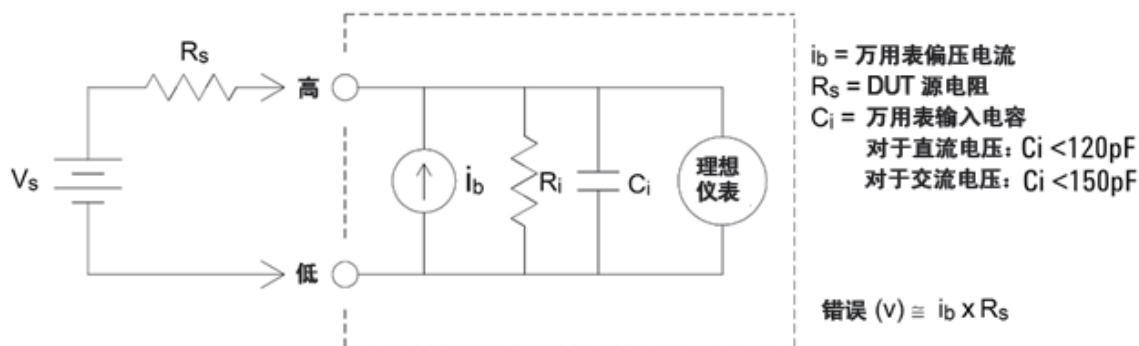 Rs
高
Vs
低
ib
Ri
Ci
理想
仪表
ib = 万用表偏压电流
Rs = DUT 源电阻
Ci = 万用表输入电容
对于直流电压：Ci <120pF
对于交流电压：Ci <150pF
错误 (v) ≅ ib x Rs